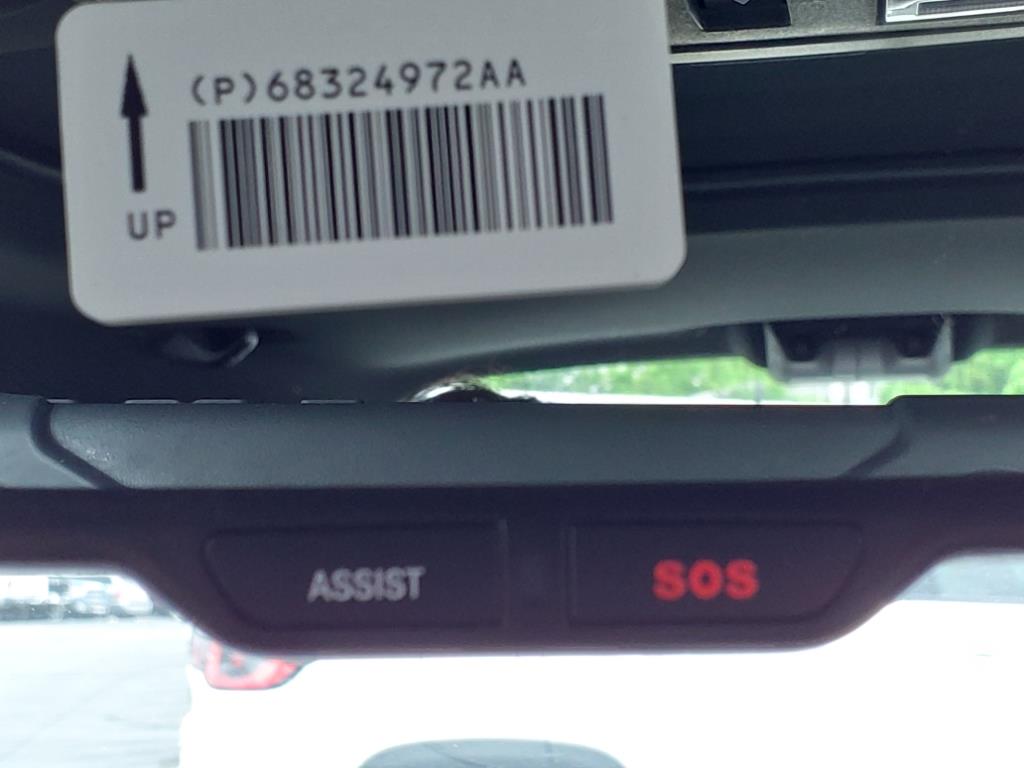 (P)68324972AA
UP
ASSIST
SOS